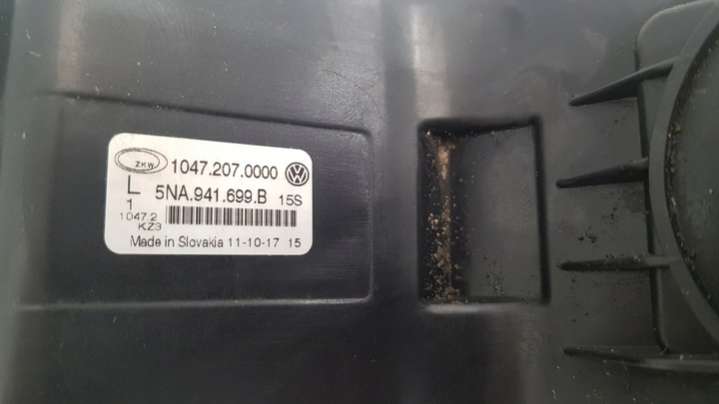 ZKW 1047.207.0000 VW
L 5NA.941.699.B 15S
1
1047.2
KZ3
Made in Slovakia 11-10-17 15